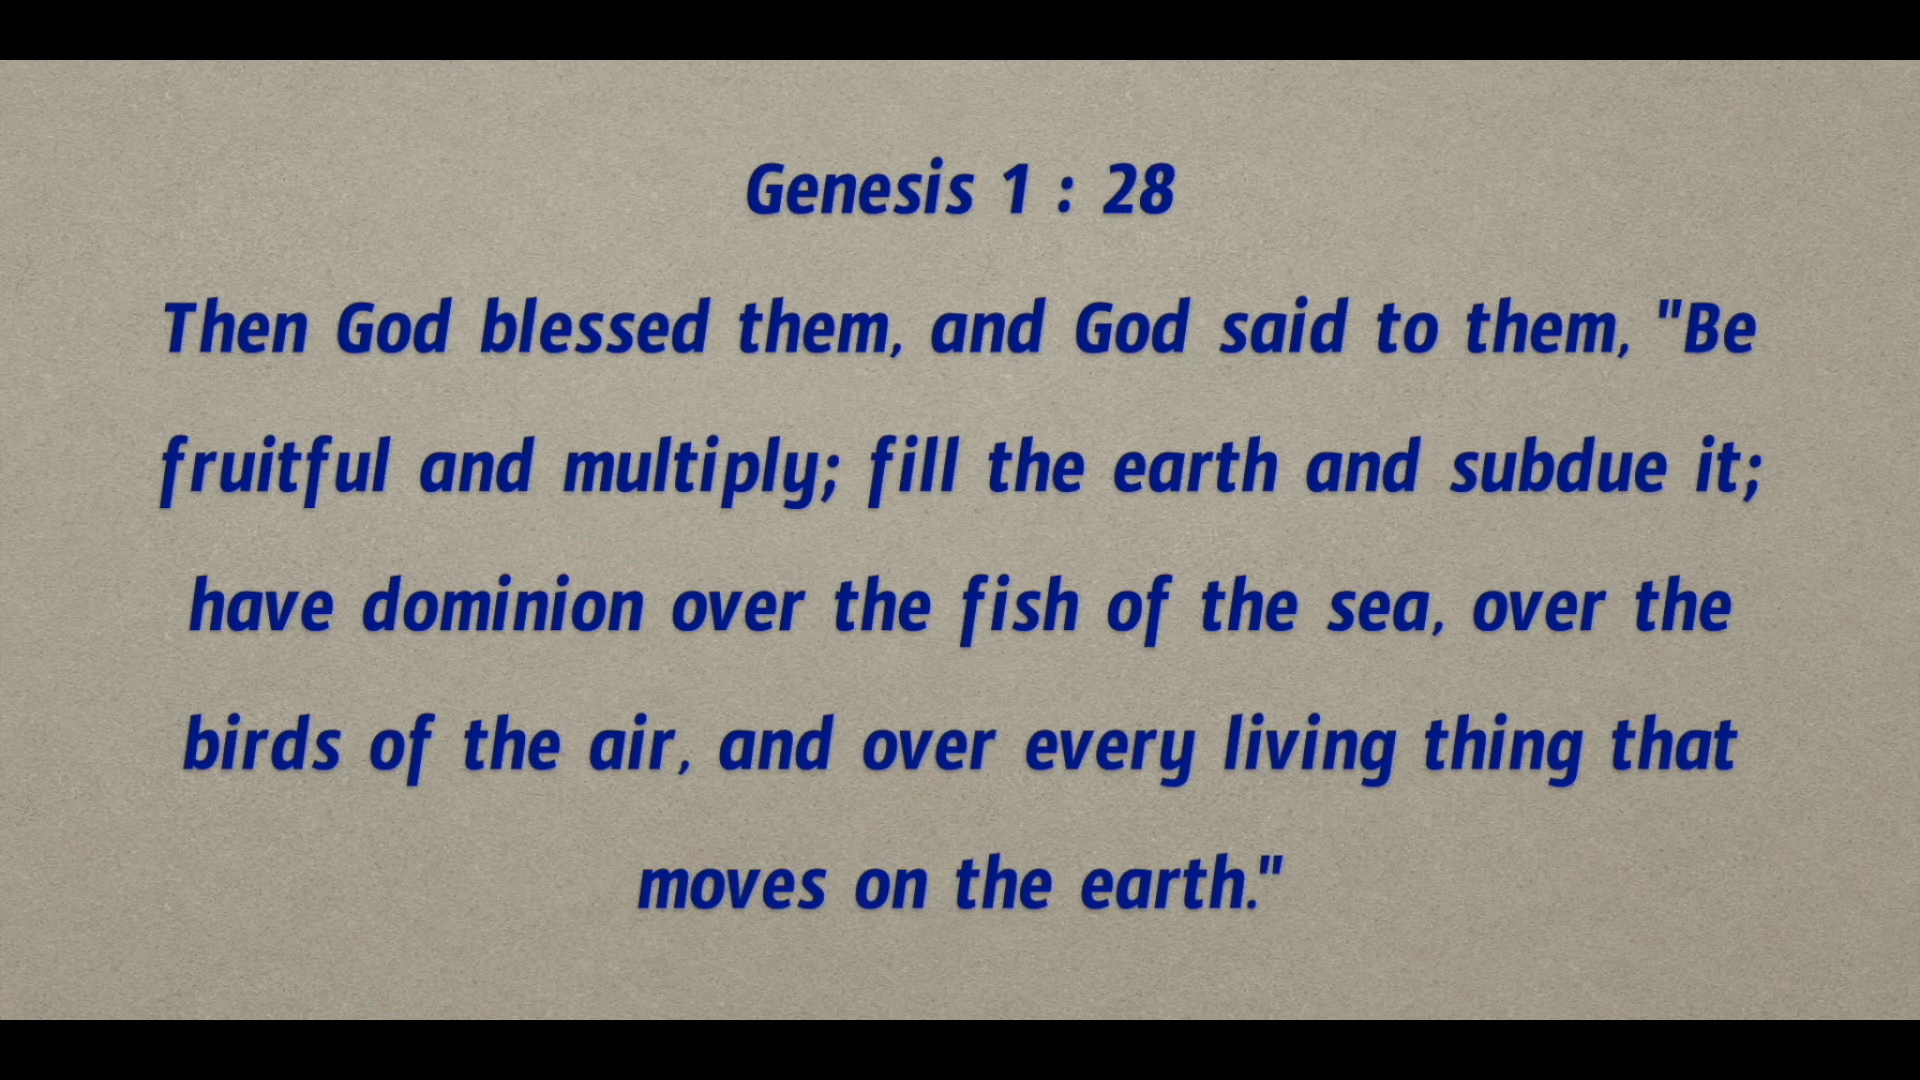 Genesis 1 : 28
Then God blessed them, and God said to them, "Be
fruitful and multiply; fill the earth and subdue it;
have dominion over the fish of the sea, over the
birds of the air, and over every living thing that
moves on the earth."